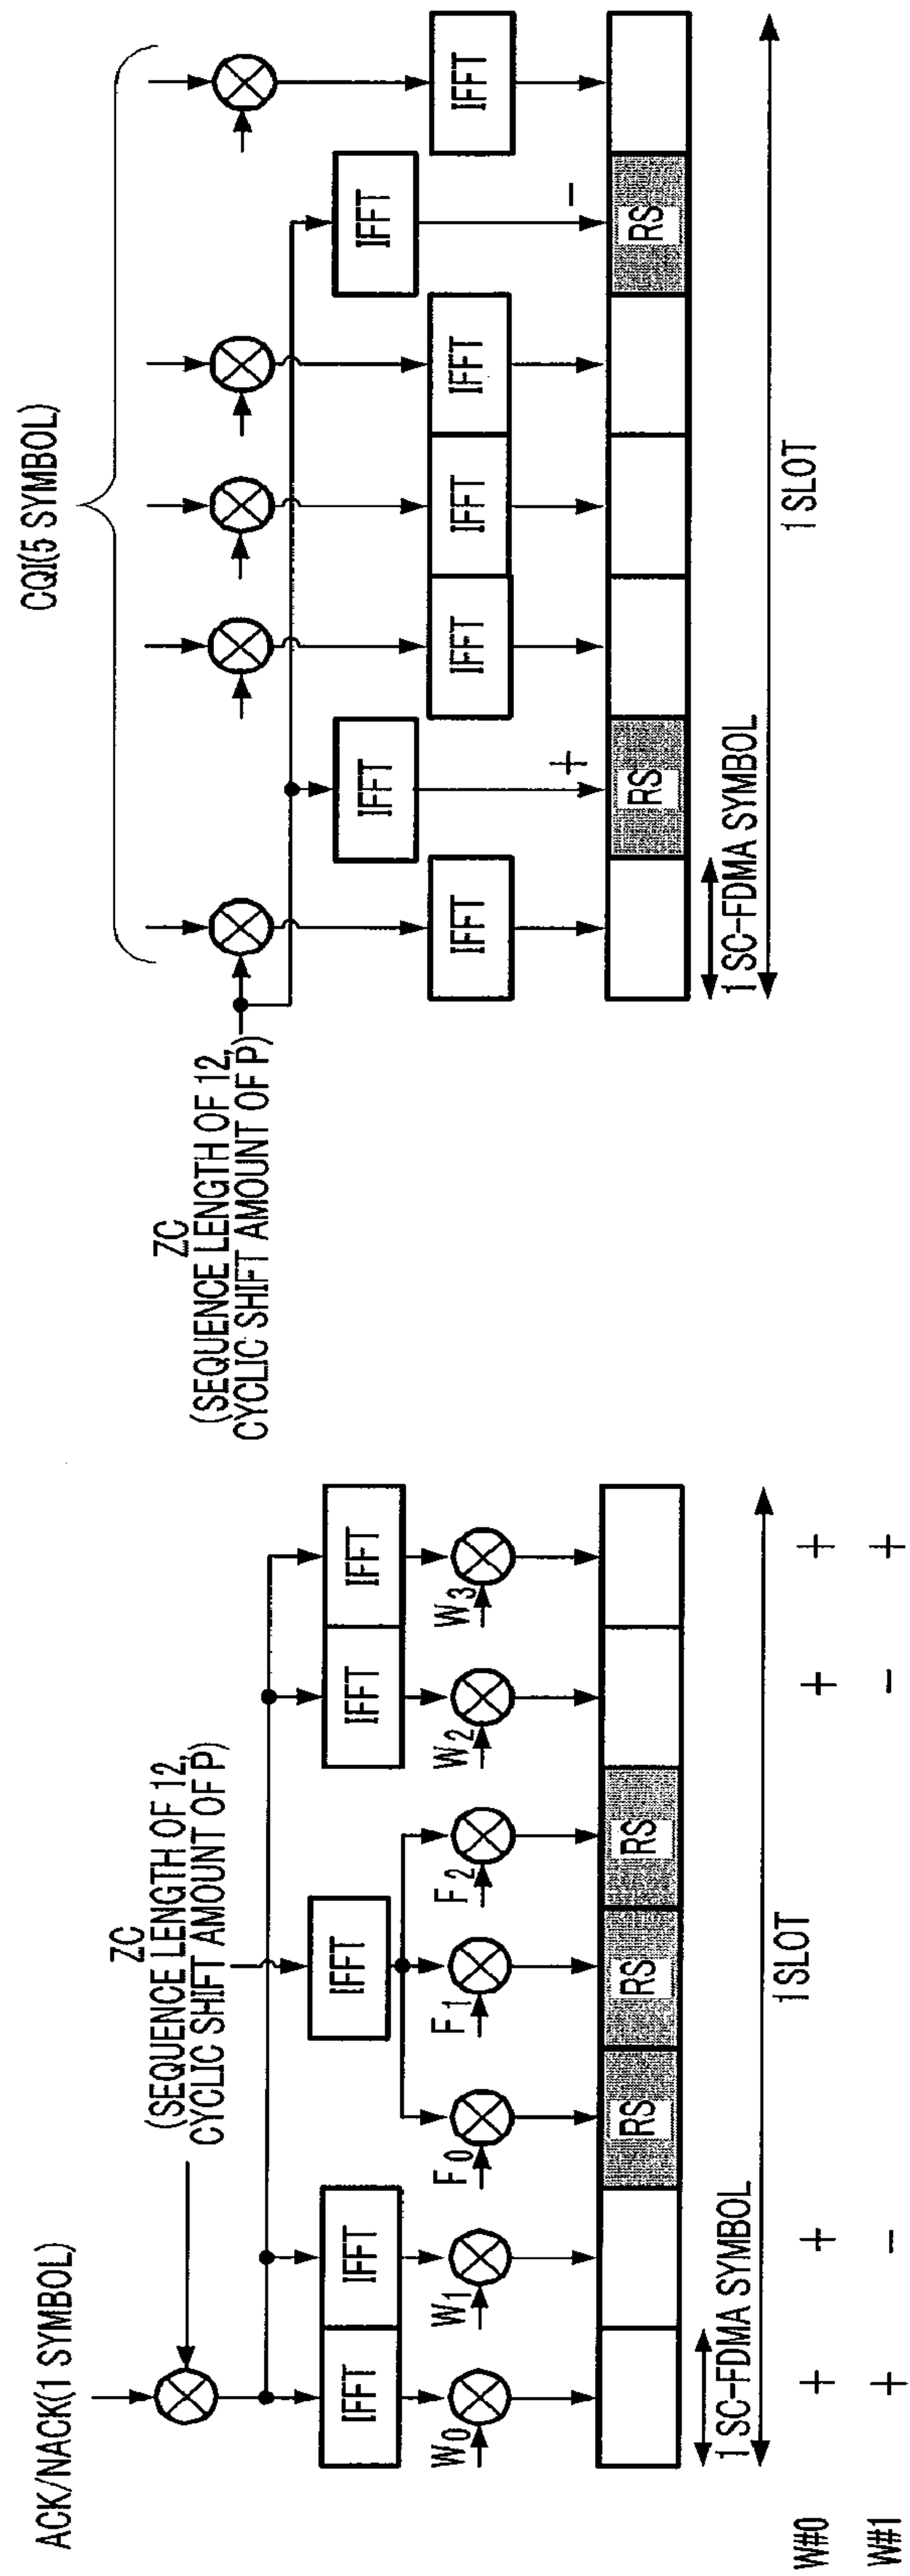 ACK/NACK(1 SYMBOL)
ZC
(SEQUENCE LENGTH OF 12,
CYCLIC SHIFT AMOUNT OF P)
IFFT
IFFT
IFFT
IFFT
IFFT
W0
W1
F0
F1
F2
W2
W3
RS
RS
RS
1 SC-FDMA SYMBOL
1 SLOT
W#0 + + + +
W#1 + - - +
CQI(5 SYMBOL)
ZC
(SEQUENCE LENGTH OF 12,
CYCLIC SHIFT AMOUNT OF P)
IFFT
IFFT
IFFT
IFFT
IFFT
IFFT
IFFT
+
-
RS
RS
1 SC-FDMA SYMBOL
1 SLOT